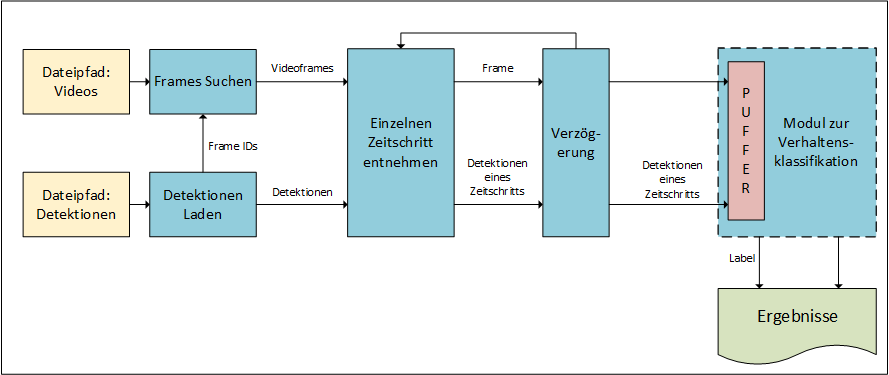 Dateipfad:
Videos
Frames Suchen
Videoframes
Frame IDs
Dateipfad:
Detektionen
Detektionen
Laden
Detektionen
Einzelnen
Zeitschritt
entnehmen
Frame
Detektionen
eines
Zeitschritts
Verzög-
erung
Detektionen
eines
Zeitschritts
P
U
F
F
E
R
Modul zur
Verhaltens-
klassifikation
Label
Ergebnisse